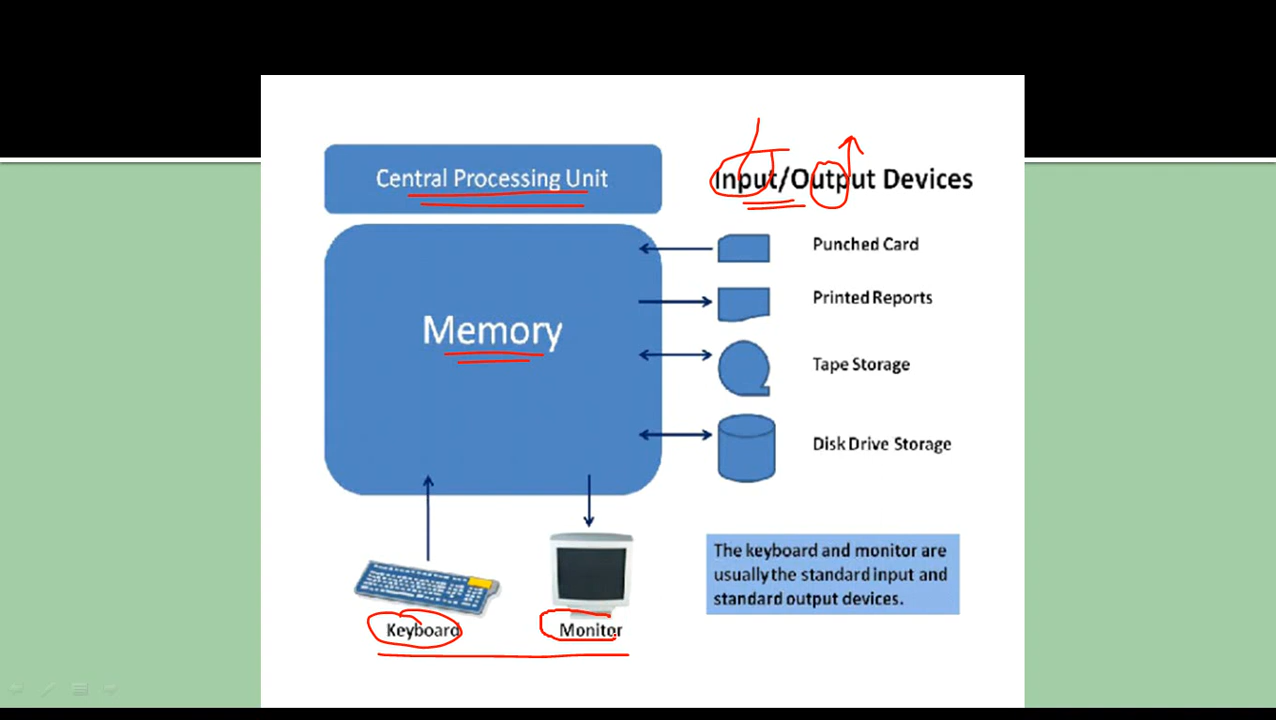 Central Processing Unit
Input/Output Devices
Memory
Punched Card
Printed Reports
Tape Storage
Disk Drive Storage
The keyboard and monitor are
usually the standard input and
standard output devices.
Keyboard
Monitor